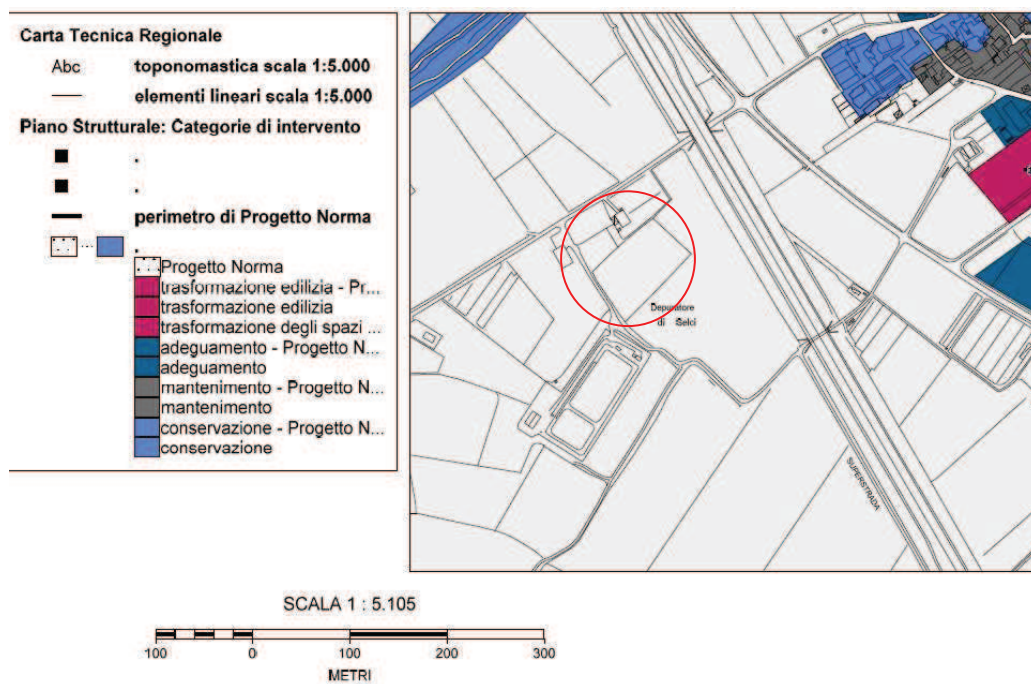 Carta Tecnica Regionale
Abc toponomastica scala 1:5.000
elementi lineari scala 1:5.000
Piano Strutturale: Categorie di intervento
.
.
perimetro di Progetto Norma
... .
Progetto Norma
trasformazione edilizia - Pr...
trasformazione edilizia
trasformazione degli spazi ...
adeguamento - Progetto N...
adeguamento
mantenimento - Progetto N...
mantenimento
conservazione - Progetto N...
conservazione
Depuratore
di Selci
SUPERSTRADA
SCALA 1 : 5.105
100 0 100 200 300
METRI